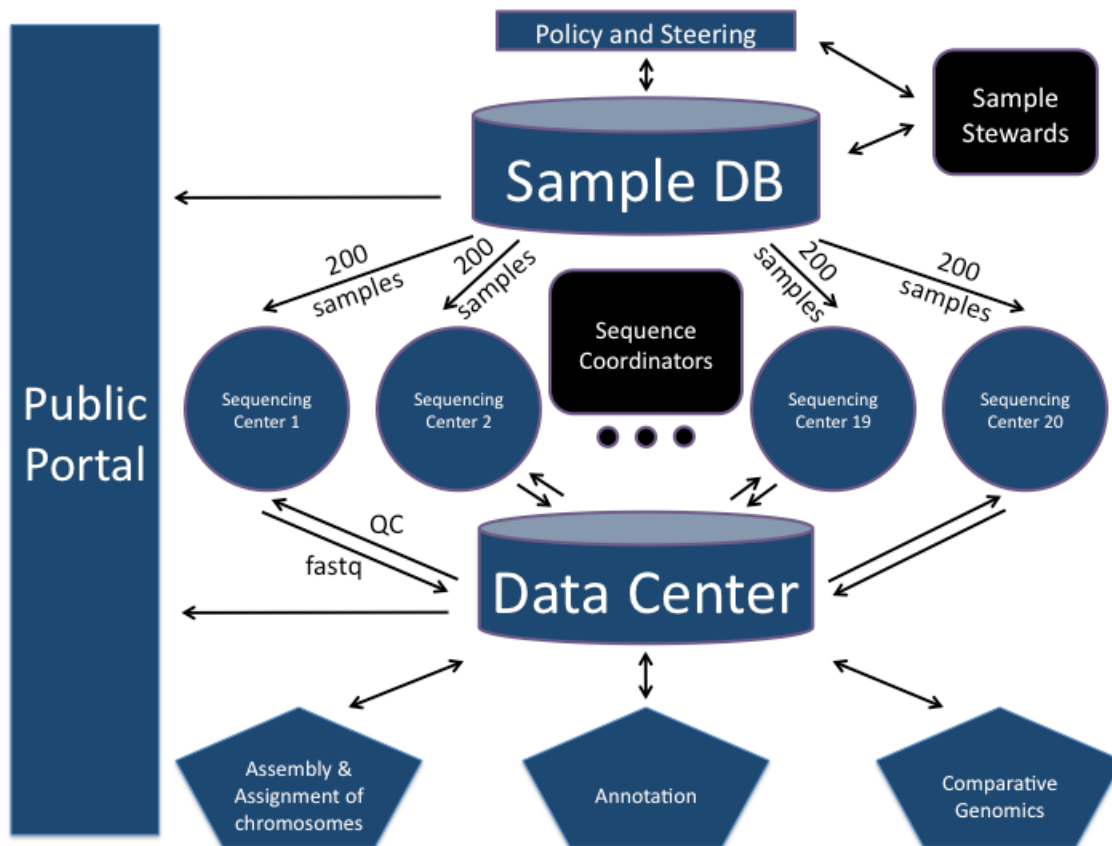 Policy and Steering
Sample
Stewards
Sample DB
200
samples
200
samples
200
samples
200
samples
Sequence
Coordinators
Public
Portal
Sequencing
Center 1
Sequencing
Center 2
Sequencing
Center 19
Sequencing
Center 20
QC
fastq
Data Center
Assembly &
Assignment of
chromosomes
Annotation
Comparative
Genomics